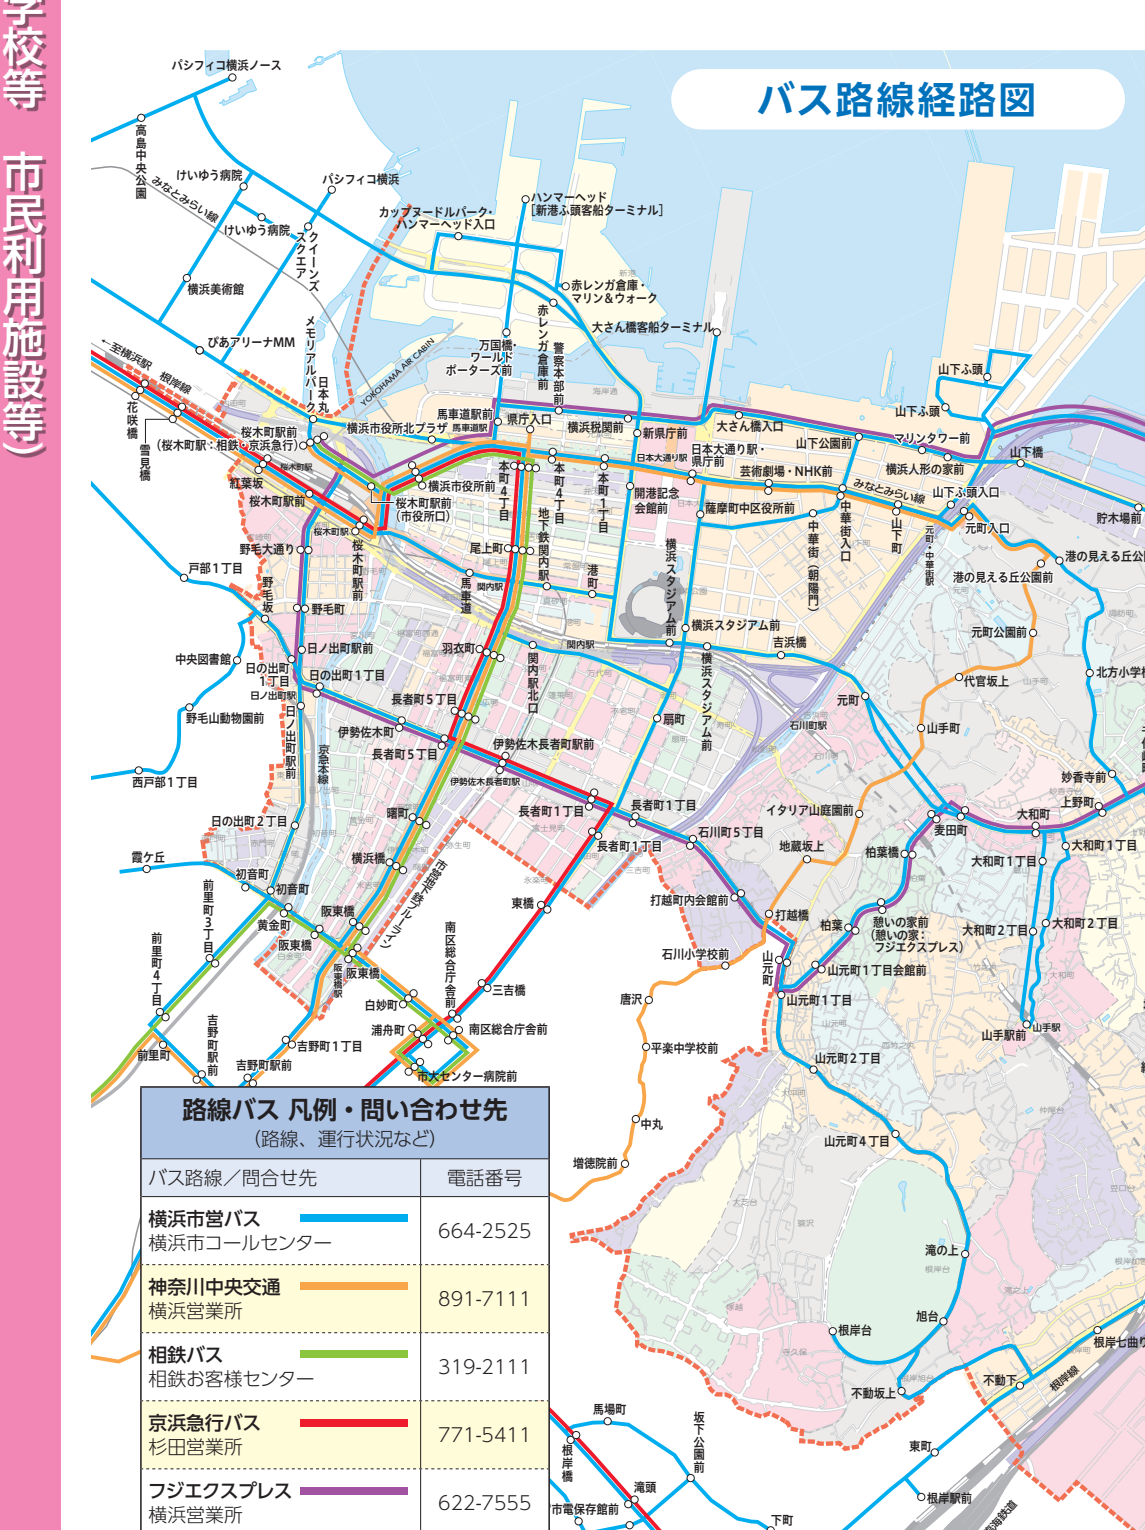 学校等　市民利用施設等）
バス路線経路図
パシフィコ横浜ノース
高島中央公園
けいゆう病院
みなとみらい線
パシフィコ横浜
けいゆう病院
クイーンズ
スクエア
カップヌードルパーク・
ハンマーヘッド入口
ハンマーヘッド
［新港ふ頭客船ターミナル］
横浜美術館
新港
赤レンガ倉庫・
マリン＆ウォーク
ぴあアリーナMM
メモリアルパーク
日本丸
YOKOHAMA AIR CABIN
万国橋・
ワールド
ポーターズ前
赤レンガ倉庫前
警察本部前
大さん橋客船ターミナル
←至横浜駅
根岸線
花咲橋
雪見橋
桜木町駅前
（桜木町駅：相鉄・京浜急行）
横浜市役所北プラザ
馬車道駅前
馬車道駅
県庁入口
海岸通
横浜税関前
新県庁前
大さん橋入口
山下ふ頭
山下ふ頭
日本大通り駅
日本大通り駅・
県庁前
山下公園前
マリンタワー前
山下橋
芸術劇場・NHK前
横浜人形の家前
みなとみらい線
山下ふ頭入口
貯木場前
紅葉坂
桜木町駅
桜木町駅前
横浜市役所前
桜木町駅前
（市役所口）
本町4丁目
本町4丁目
本町1丁目
開港記念
会館前
薩摩町中区役所前
中華街（朝陽門）
中華街入口
山下町
元町・中華街駅
元町入口
港の見える丘公
港の見える丘公園前
桜木町駅
桜木町駅前
野毛大通り
尾上町
地下鉄関内駅
港町
横浜スタジアム前
戸部１丁目
野毛坂
野毛町
馬車道
関内駅
関内駅
横浜スタジアム前
吉浜橋
元町公園前
北方小学校
中央図書館
日の出町
１丁目
日ノ出町駅前
日ノ出町駅
日の出町１丁目
羽衣町
関内駅北口
横浜スタジアム前
代官坂上
元町
野毛山動物園前
日ノ出町駅前
京急本線
長者町５丁目
伊勢佐木町
長者町５丁目
伊勢佐木長者町駅前
伊勢佐木長者町駅
扇町
石川町駅
山手町
西戸部１丁目
妙香寺前
上野町
日の出町２丁目
曙町
長者町１丁目
長者町１丁目
長者町１丁目
石川町５丁目
イタリア山庭園前
麦田町
大和町
大和町１丁目
大和町１丁目
霞ケ丘
初音町
初音町
横浜橋
市営地下鉄ブルーライン
地蔵坂上
柏葉橋
前里町3丁目
黄金町
阪東橋
阪東橋
阪東橋
阪東橋駅
東橋
打越町内会館前
打越橋
柏葉
憩いの家前
（憩いの家：
フジエクスプレス）
大和町２丁目
大和町２丁目
前里町4丁目
南区総合庁舎前
石川小学校前
山元町
山元町１丁目会館前
白妙町
三吉橋
唐沢
山元町１丁目
山手駅前
山手駅
前里町
吉野町駅前
吉野町１丁目
浦舟町
南区総合庁舎前
平楽中学校前
山元町２丁目
吉野町駅前
市大センター病院前
中丸
山元町４丁目
増徳院前
滝の上
旭台
根岸台
根岸七曲り
不動坂上
不動下
根岸線
馬場町
坂下公園前
根岸橋
東町
滝頭
根岸駅前
市電保存館前
下町
路線バス 凡例・問い合わせ先
（路線、運行状況など）
バス路線／問合せ先　電話番号
横浜市営バス
横浜市コールセンター　664-2525
神奈川中央交通
横浜営業所　891-7111
相鉄バス
相鉄お客様センター　319-2111
京浜急行バス
杉田営業所　771-5411
フジエクスプレス
横浜営業所　622-7555